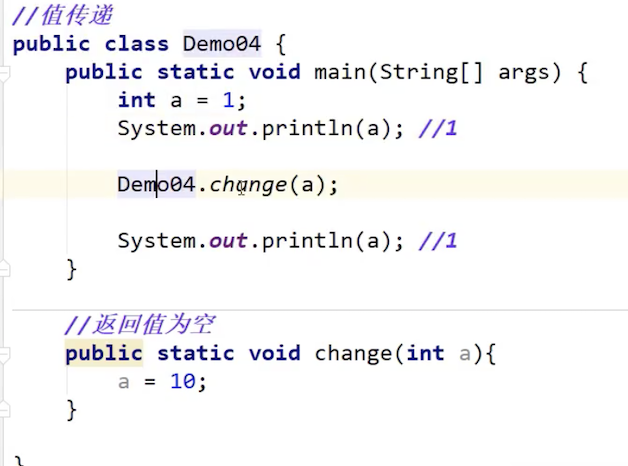 //值传递
public class Demo04 {
public static void main(String[] args) {
int a = 1;
System.out.println(a); //1
Demo04.change(a);
System.out.println(a); //1
}
//返回值为空
public static void change(int a){
a = 10;
}
}